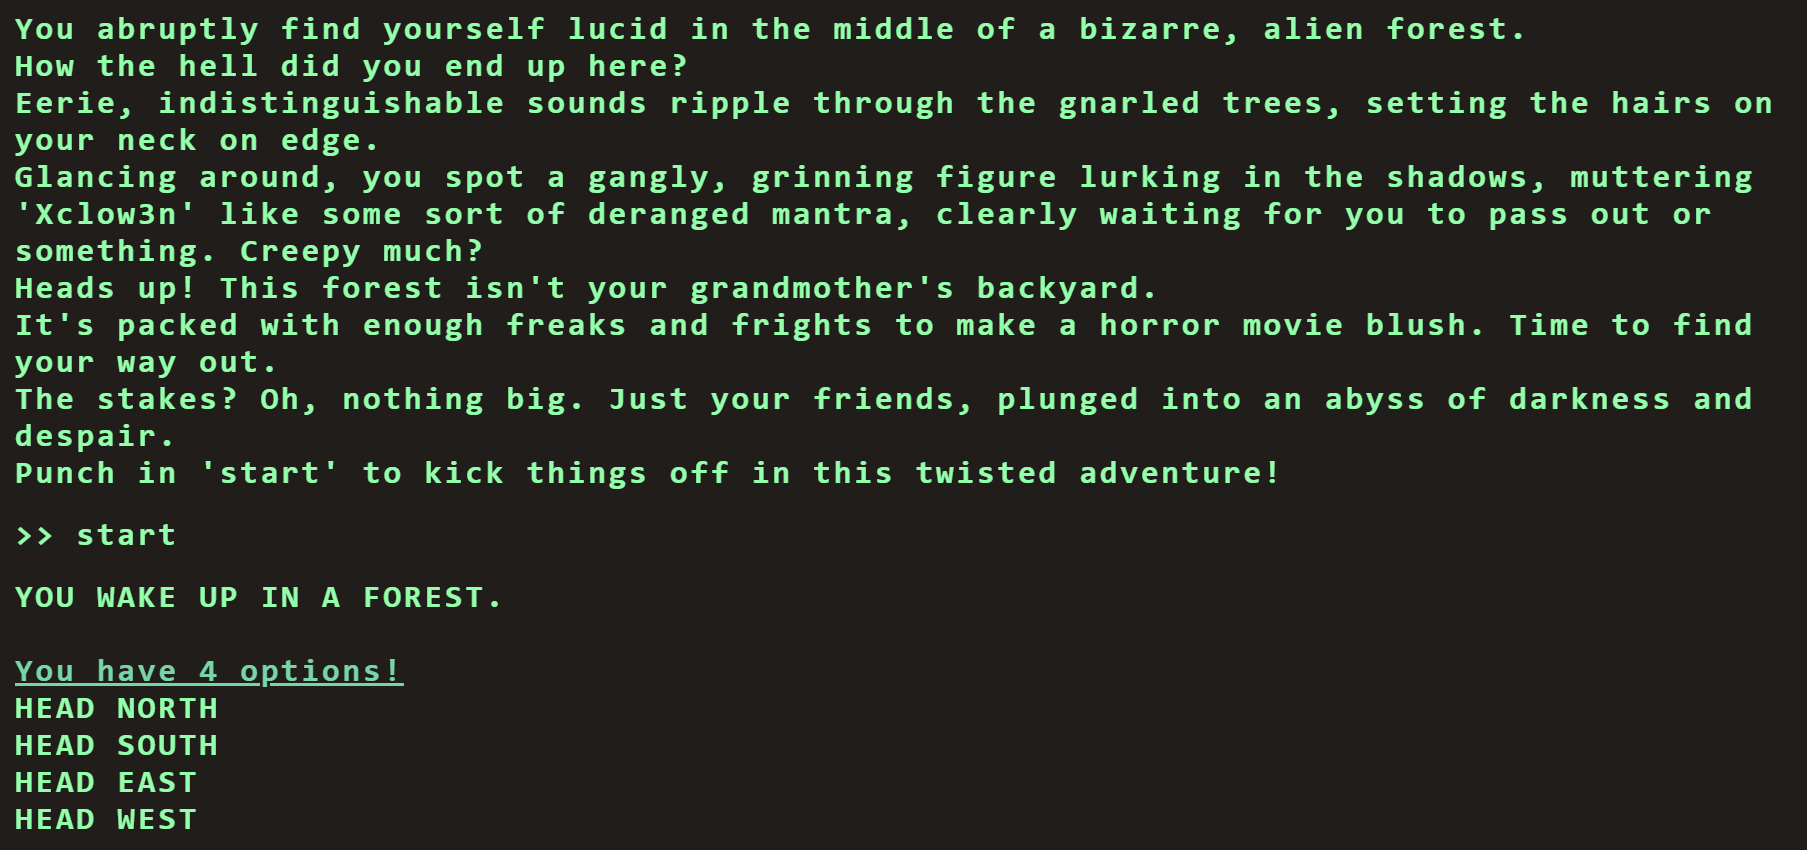 You abruptly find yourself lucid in the middle of a bizarre, alien forest.
How the hell did you end up here?
Eerie, indistinguishable sounds ripple through the gnarled trees, setting the hairs on
your neck on edge.
Glancing around, you spot a gangly, grinning figure lurking in the shadows, muttering
'Xclow3n' like some sort of deranged mantra, clearly waiting for you to pass out or
something. Creepy much?
Heads up! This forest isn't your grandmother's backyard.
It's packed with enough freaks and frights to make a horror movie blush. Time to find
your way out.
The stakes? Oh, nothing big. Just your friends, plunged into an abyss of darkness and
despair.
Punch in 'start' to kick things off in this twisted adventure!
>> start
YOU WAKE UP IN A FOREST.
You have 4 options!
HEAD NORTH
HEAD SOUTH
HEAD EAST
HEAD WEST